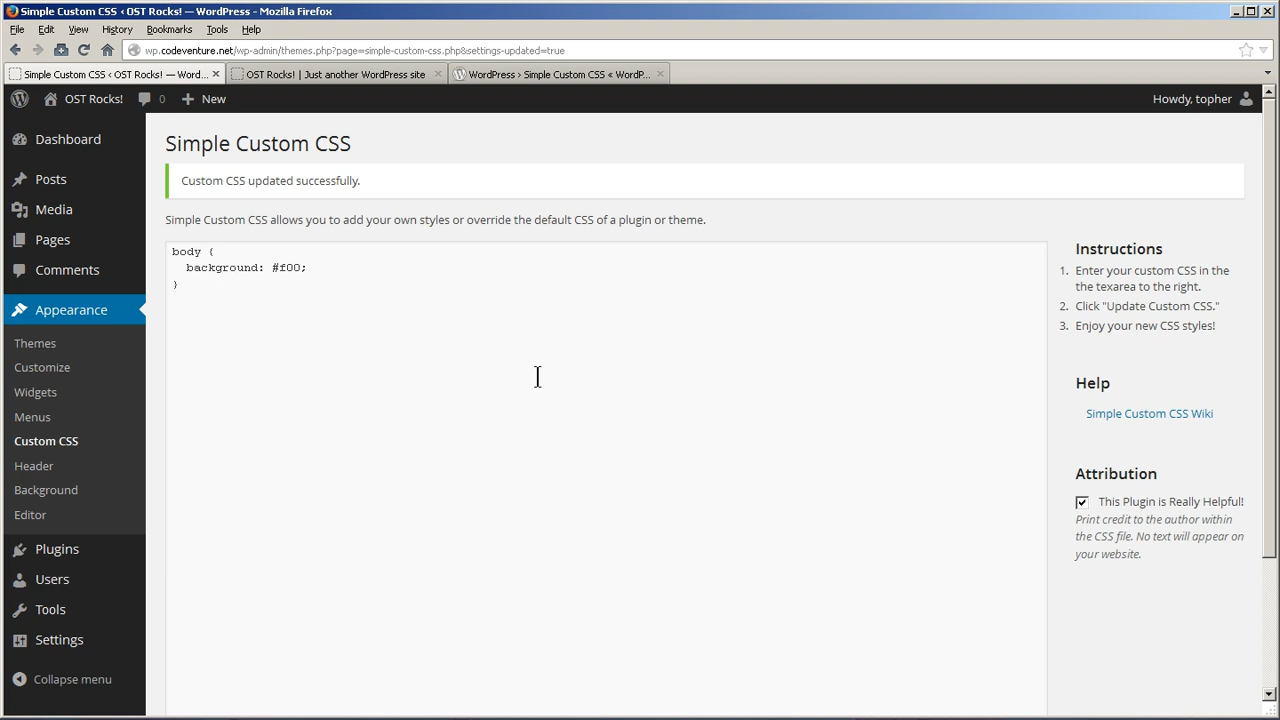 Simple Custom CSS ‹ OST Rocks! — WordPress - Mozilla Firefox
File Edit View History Bookmarks Tools Help
wp.codeventure.net/wp-admin/themes.php?page=simple-custom-css.php&settings-updated=true
Simple Custom CSS ‹ OST Rocks! — Word... × OST Rocks! | Just another WordPress site × WordPress › Simple Custom CSS « WordP... ×
OST Rocks! 0 New Howdy, topher
Dashboard
Posts
Media
Pages
Comments
Appearance
Themes
Customize
Widgets
Menus
Custom CSS
Header
Background
Editor
Plugins
Users
Tools
Settings
Collapse menu
Simple Custom CSS
Custom CSS updated successfully.
Simple Custom CSS allows you to add your own styles or override the default CSS of a plugin or theme.
body {
background: #f00;
}
Instructions
1. Enter your custom CSS in the
the texarea to the right.
2. Click "Update Custom CSS."
3. Enjoy your new CSS styles!
Help
Simple Custom CSS Wiki
Attribution
This Plugin is Really Helpful!
Print credit to the author within
the CSS file. No text will appear on
your website.